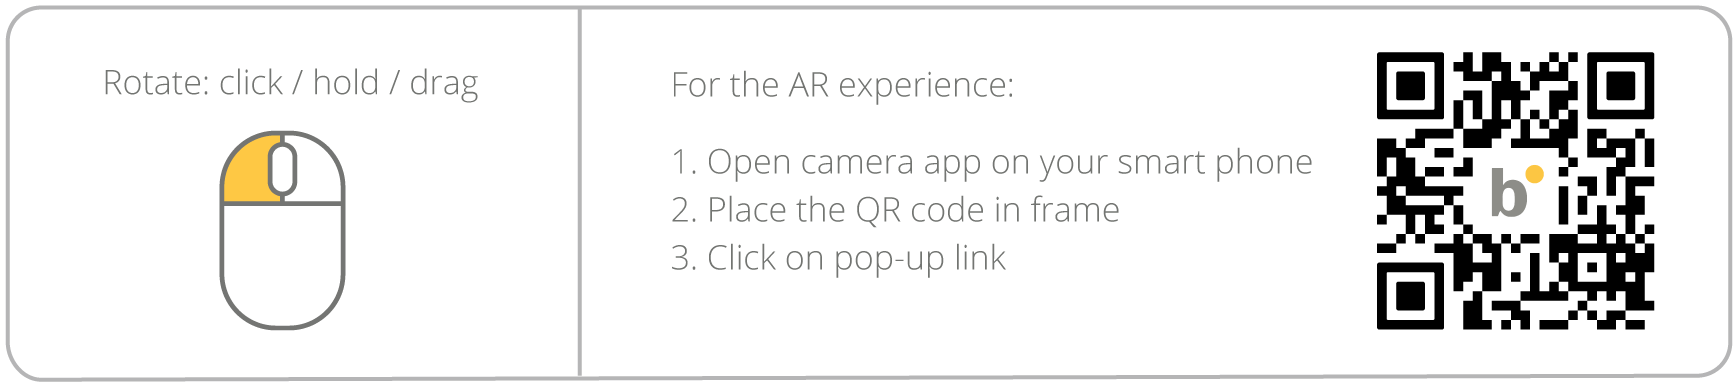 Rotate: click / hold / drag
For the AR experience:
1. Open camera app on your smart phone
2. Place the QR code in frame
3. Click on pop-up link
b